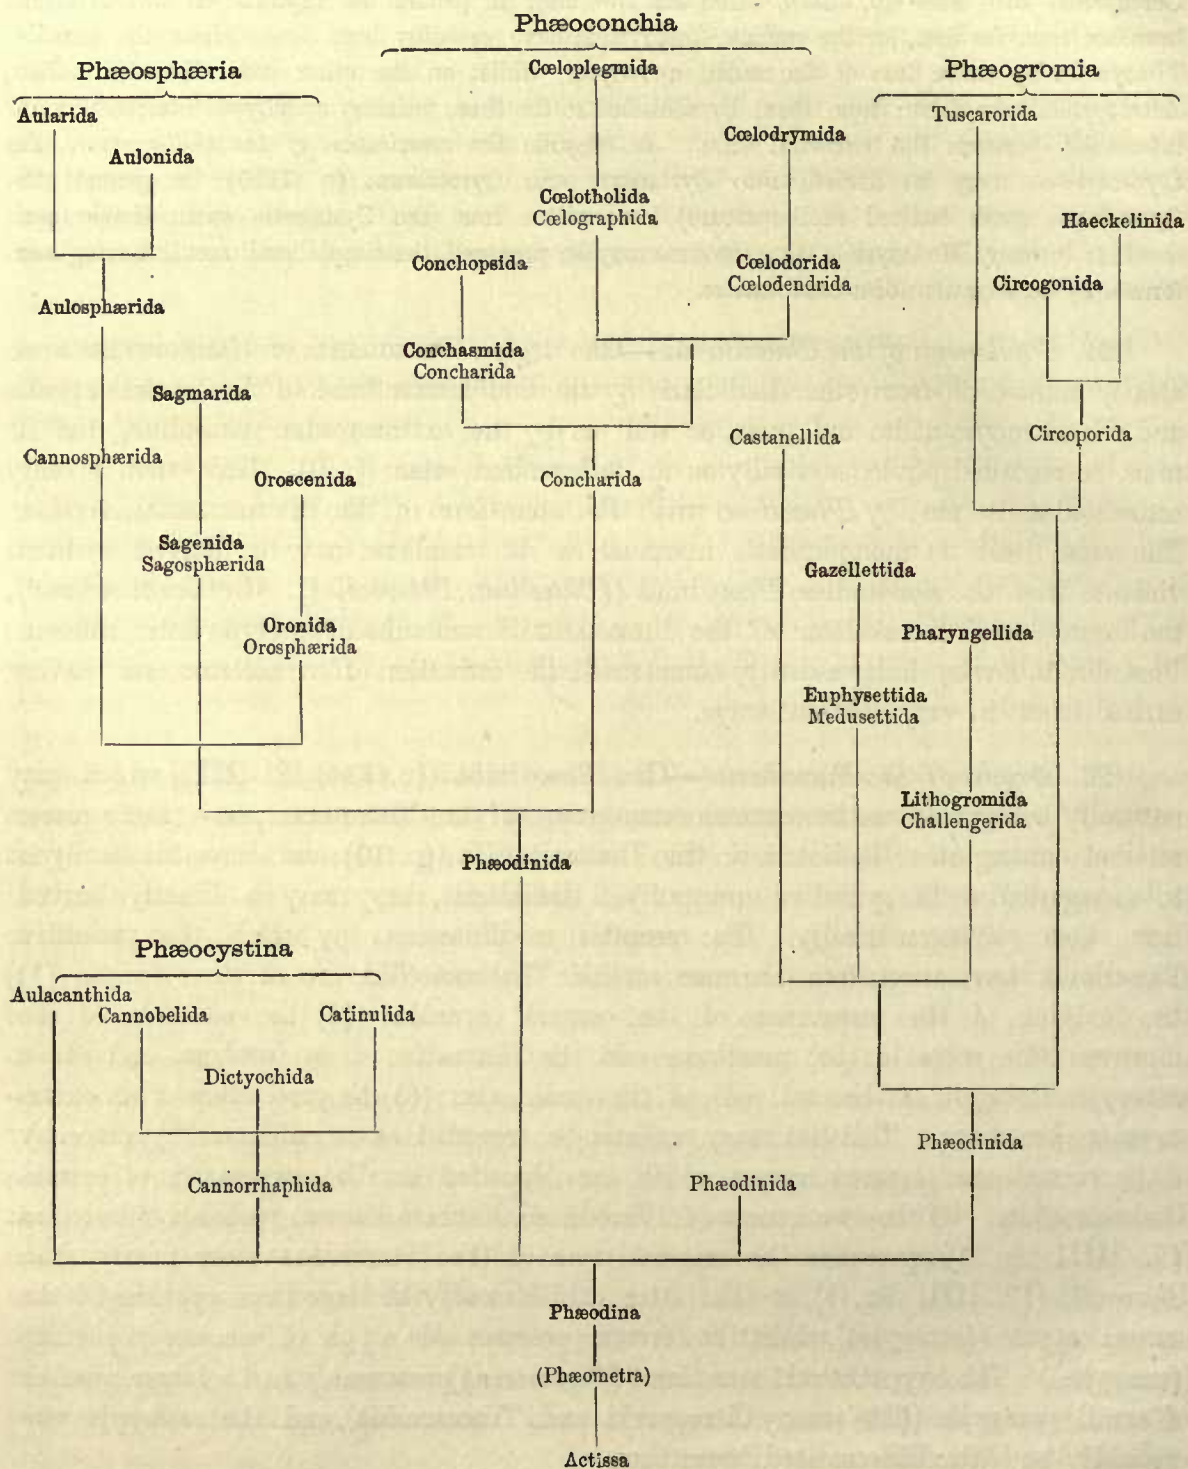 Phæoconchia
Phæosphæria
Cœloplegmida
Phæogromia
Aularida
Tuscarorida
Aulonida
Cœlodrymida
Cœlotholida
Cœlographida
Haeckelinida
Conchopsida
Cœlodorida
Cœlodendrida
Circogonida
Aulosphærida
Conchasmida
Concharida
Sagmarida
Castanellida
Circoporida
Cannosphærida
Oroscenida
Concharida
Sagenida
Sagosphærida
Gazellettida
Oronida
Orosphærida
Pharyngellida
Euphysettida
Medusettida
Lithogromida
Challengerida
Phæodinida
Phæocystina
Aulacanthida
Cannobelida
Catinulida
Dictyochida
Phæodinida
Cannorrhaphida
Phæodinida
Phæodina
(Phæometra)
Actissa